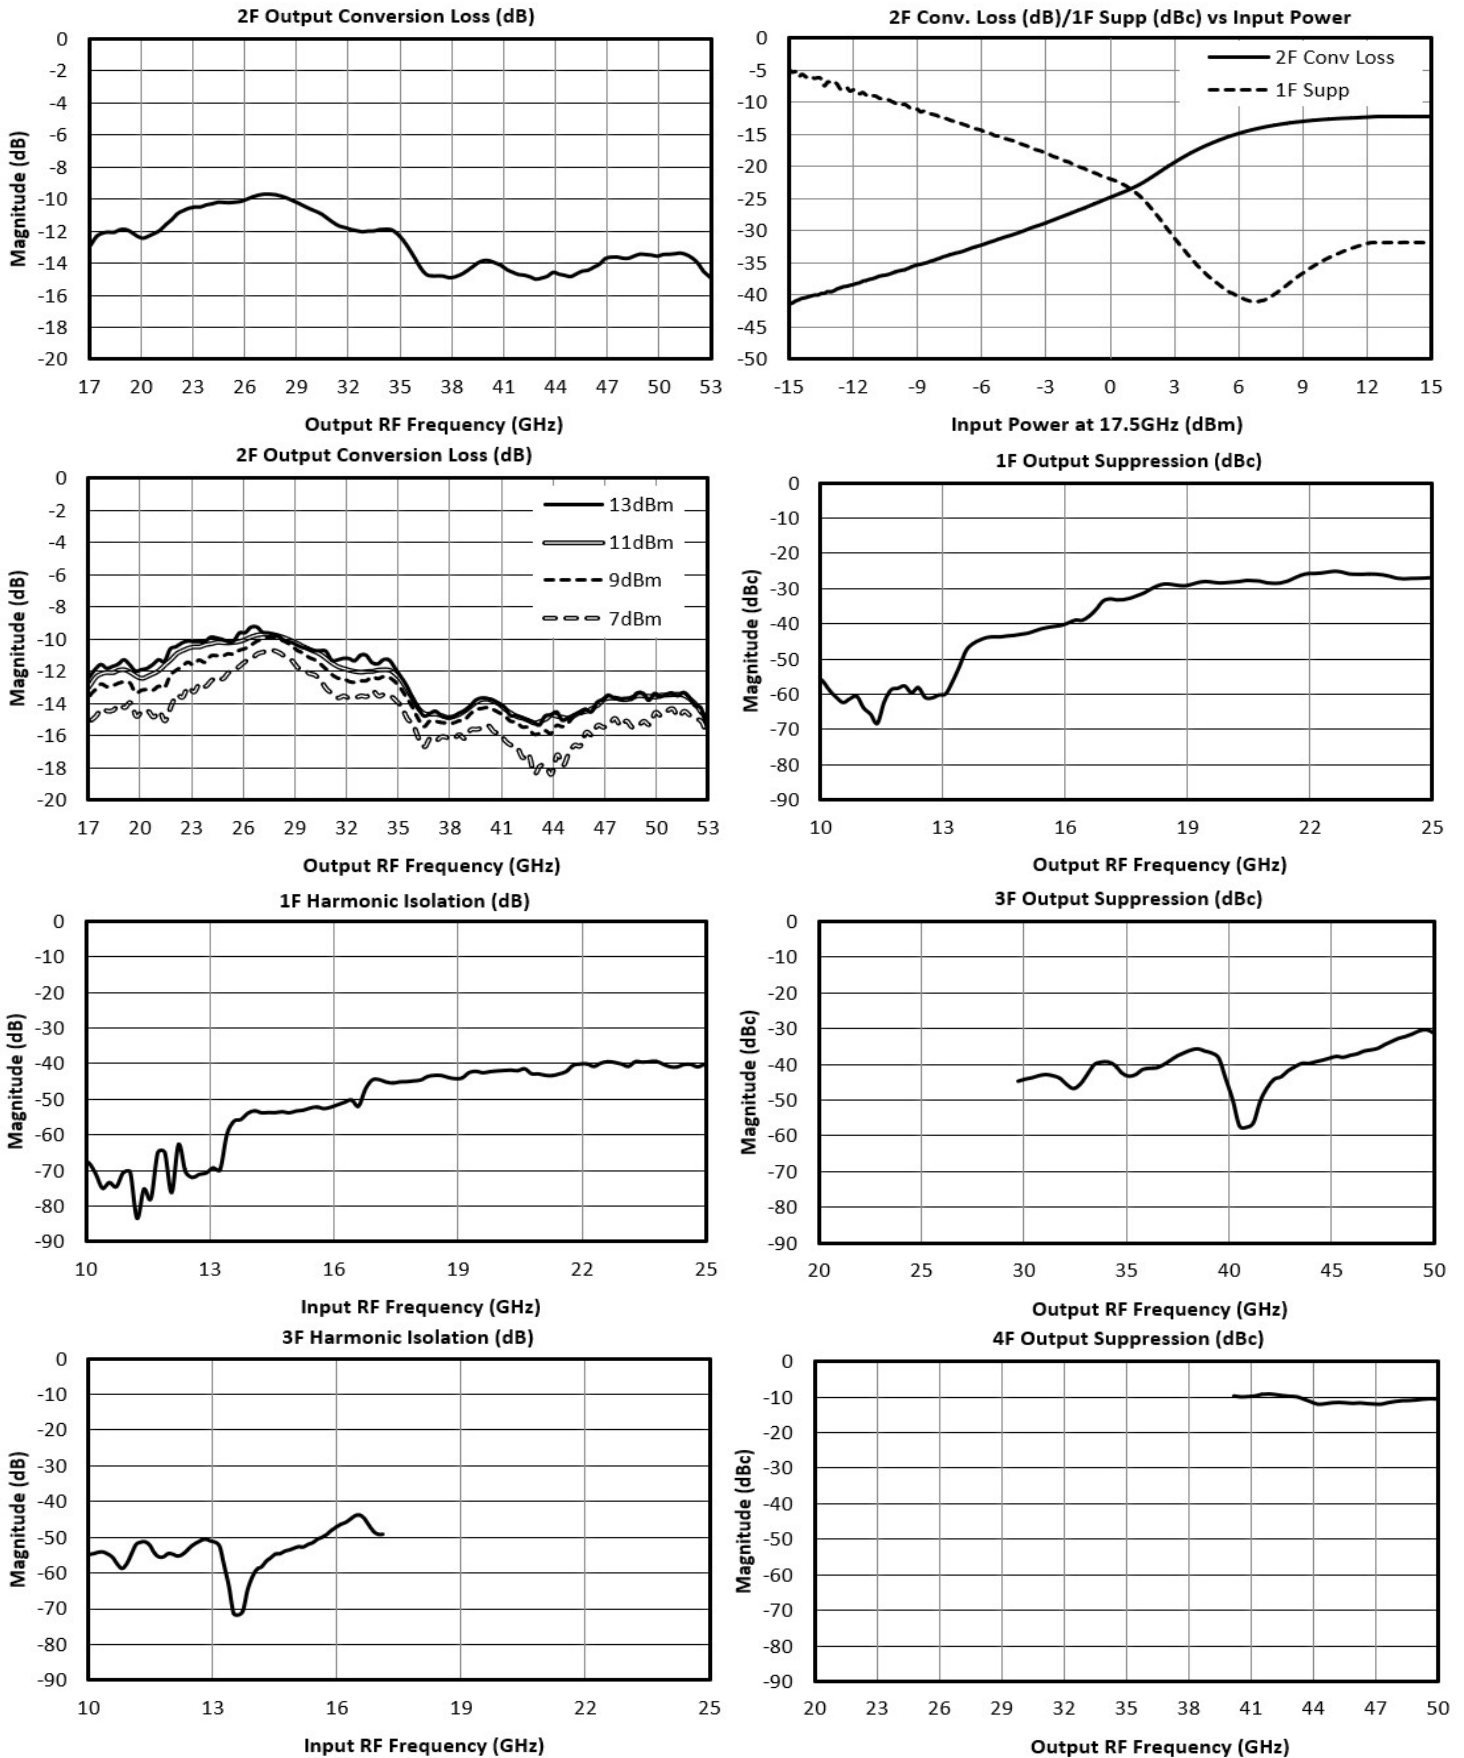 2F Output Conversion Loss (dB)
Magnitude (dB)
0
-2
-4
-6
-8
-10
-12
-14
-16
-18
-20
17 20 23 26 29 32 35 38 41 44 47 50 53
Output RF Frequency (GHz)
2F Conv. Loss (dB)/1F Supp (dBc) vs Input Power
2F Conv Loss
1F Supp
Magnitude (dB)
0
-5
-10
-15
-20
-25
-30
-35
-40
-45
-50
-15 -12 -9 -6 -3 0 3 6 9 12 15
Input Power at 17.5GHz (dBm)
2F Output Conversion Loss (dB)
13dBm
11dBm
9dBm
7dBm
Magnitude (dB)
0
-2
-4
-6
-8
-10
-12
-14
-16
-18
-20
17 20 23 26 29 32 35 38 41 44 47 50 53
Output RF Frequency (GHz)
1F Output Suppression (dBc)
Magnitude (dBc)
0
-10
-20
-30
-40
-50
-60
-70
-80
-90
10 13 16 19 22 25
Output RF Frequency (GHz)
1F Harmonic Isolation (dB)
Magnitude (dB)
0
-10
-20
-30
-40
-50
-60
-70
-80
-90
10 13 16 19 22 25
Input RF Frequency (GHz)
3F Output Suppression (dBc)
Magnitude (dBc)
0
-10
-20
-30
-40
-50
-60
-70
-80
-90
20 25 30 35 40 45 50
Output RF Frequency (GHz)
3F Harmonic Isolation (dB)
Magnitude (dB)
0
-10
-20
-30
-40
-50
-60
-70
-80
-90
10 13 16 19 22 25
Input RF Frequency (GHz)
4F Output Suppression (dBc)
Magnitude (dBc)
0
-10
-20
-30
-40
-50
-60
-70
-80
-90
20 23 26 29 32 35 38 41 44 47 50
Output RF Frequency (GHz)